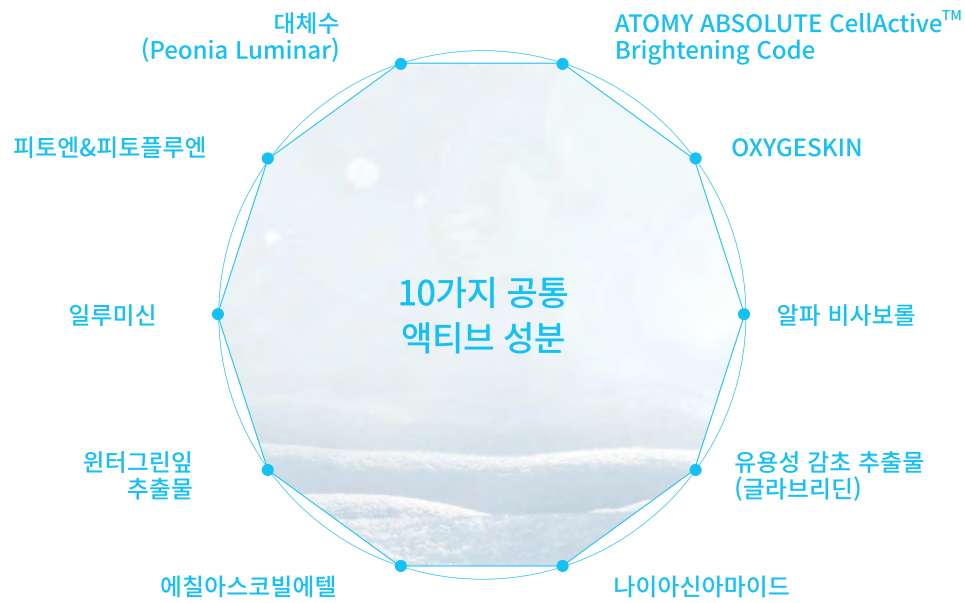 대체수
(Peonia Luminar)
ATOMY ABSOLUTE CellActive™
Brightening Code
피토엔&피토플루엔
OXYGESKIN
10가지 공통
액티브 성분
일루미신
알파 비사보롤
윈터그린잎
추출물
유용성 감초 추출물
(글라브리딘)
에칠아스코빌에텔
나이아신아마이드